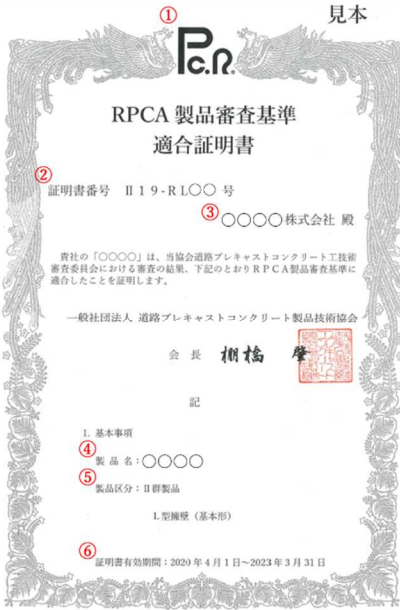 ① 見本
Pc.R.
RPCA 製品審査基準
適合証明書
② 証明書番号 Ⅱ19-RL○○ 号
③ ○○○○株式会社 殿
貴社の「○○○○」は、当協会道路プレキャストコンクリート工技術
審査委員会における審査の結果、下記のとおりＲＰＣＡ製品審査基準に
適合したことを証明します。
一般社団法人 道路プレキャストコンクリート製品技術協会
会 長 棚橋 肇
記
1. 基本事項
④ 製 品 名：○○○○
⑤ 製品区分：Ⅱ群製品
L型擁壁（基本形）
⑥ 証明書有効期間：2020 年 4 月 1 日～2023 年 3 月 31 日